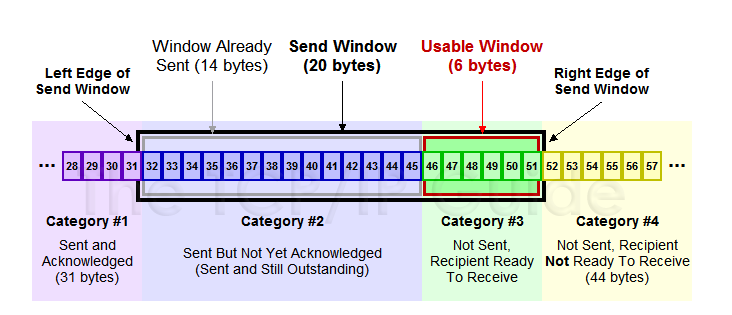 Window Already
Sent (14 bytes)
Send Window
(20 bytes)
Usable Window
(6 bytes)
Left Edge of
Send Window
Right Edge of
Send Window
... 28 29 30 31 32 33 34 35 36 37 38 39 40 41 42 43 44 45 46 47 48 49 50 51 52 53 54 55 56 57 ...
The TCP/IP Guide
Category #1
Sent and
Acknowledged
(31 bytes)
Category #2
Sent But Not Yet Acknowledged
(Sent and Still Outstanding)
Category #3
Not Sent,
Recipient Ready
To Receive
Category #4
Not Sent, Recipient
Not Ready To Receive
(44 bytes)